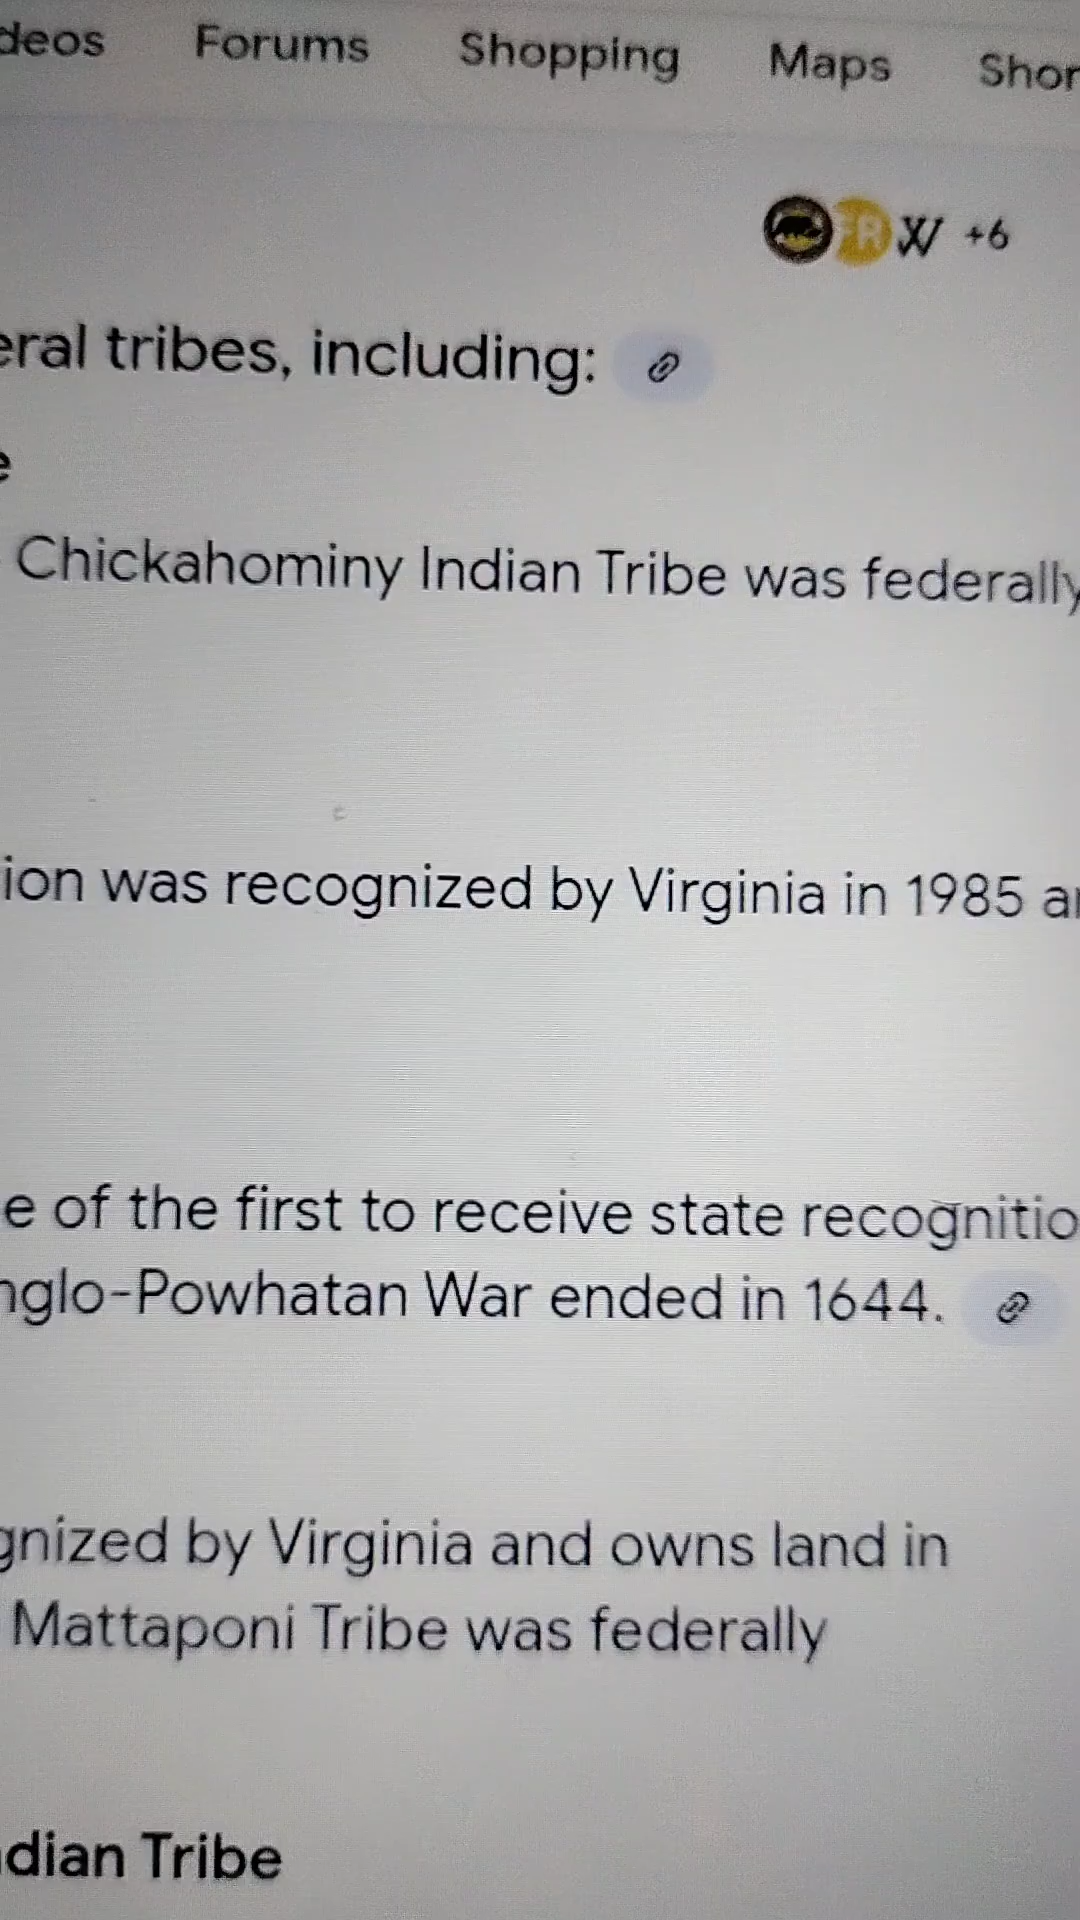 deos Forums Shopping Maps Shor
FR W +6
eral tribes, including:
e
Chickahominy Indian Tribe was federally
ion was recognized by Virginia in 1985 a
e of the first to receive state recognitio
nglo-Powhatan War ended in 1644.
gnized by Virginia and owns land in
Mattaponi Tribe was federally
dian Tribe